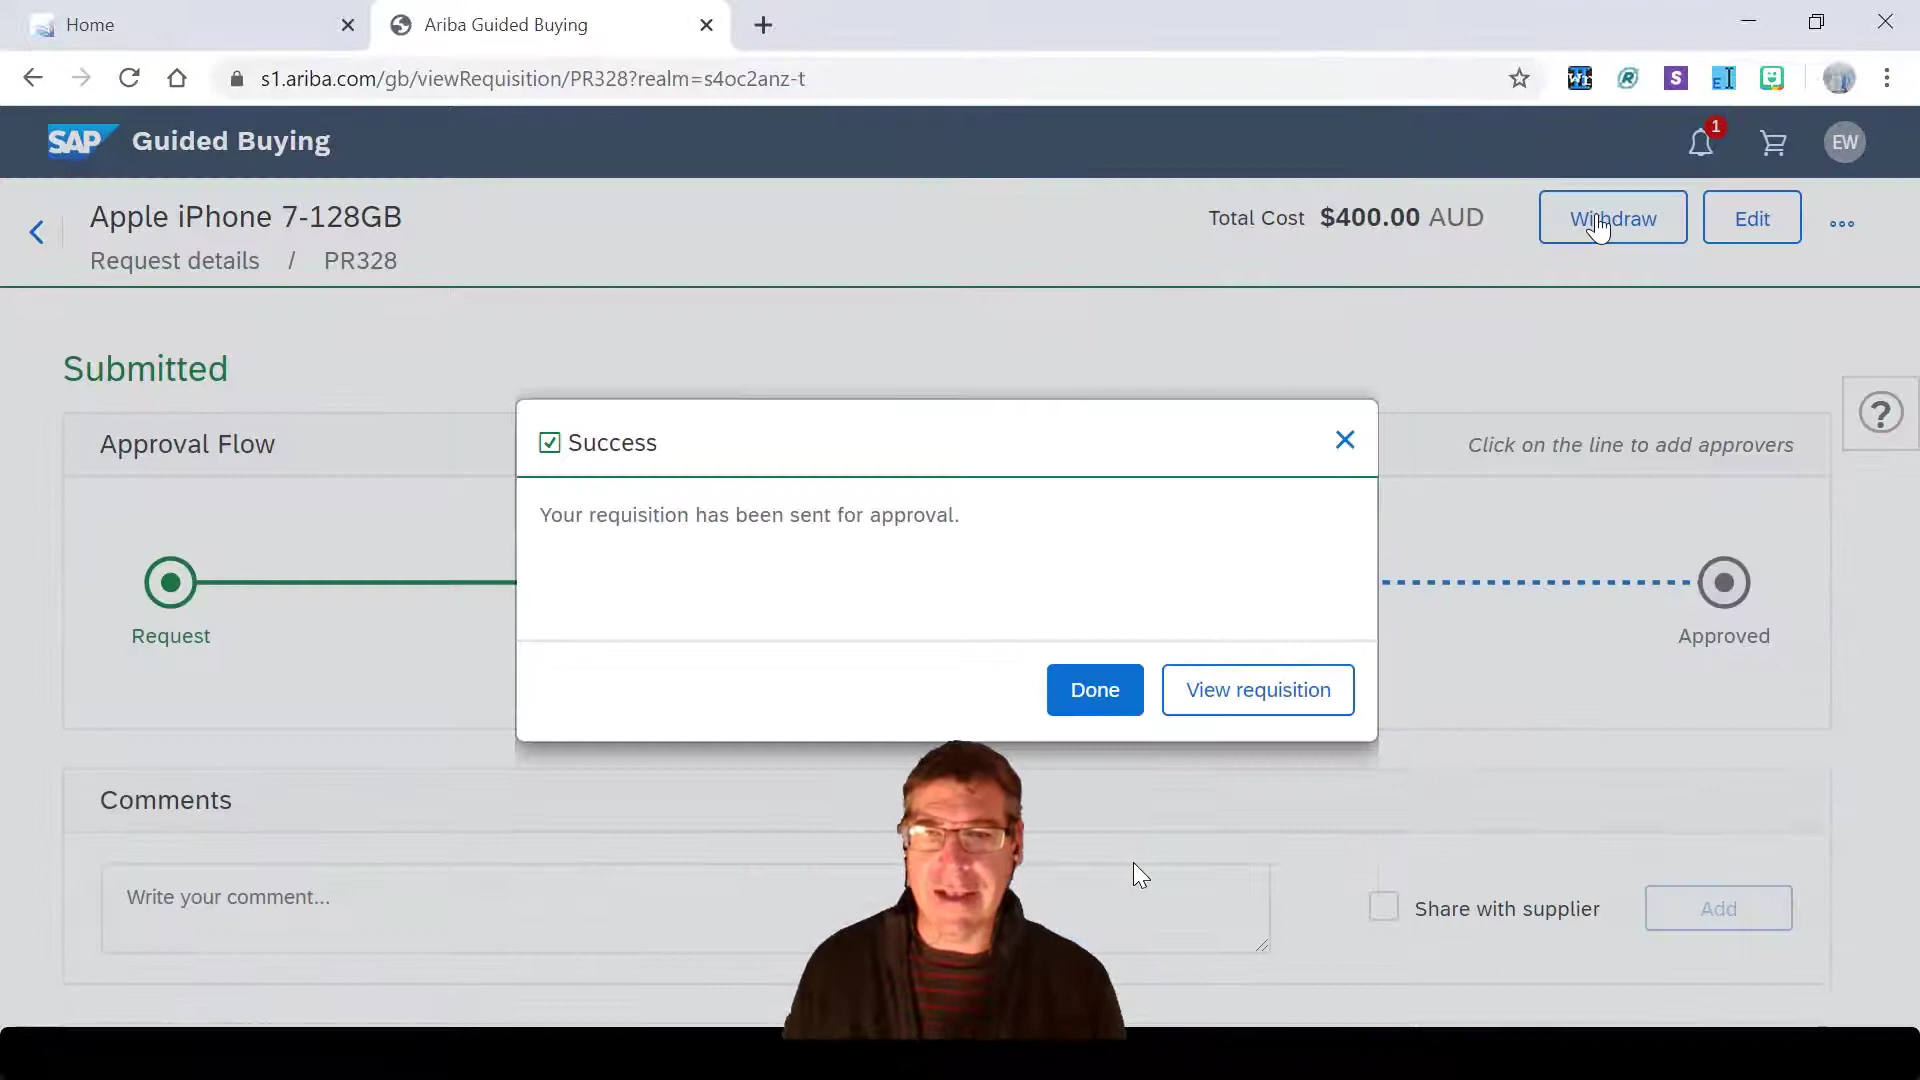 Home
Ariba Guided Buying
s1.ariba.com/gb/viewRequisition/PR328?realm=s4oc2anz-t
SAP Guided Buying
1
EW
Apple iPhone 7-128GB
Request details / PR328
Total Cost $400.00 AUD
Withdraw
Edit
Submitted
Approval Flow
Click on the line to add approvers
?
Success
Your requisition has been sent for approval.
Request
Approved
Done
View requisition
Comments
Write your comment...
Share with supplier
Add